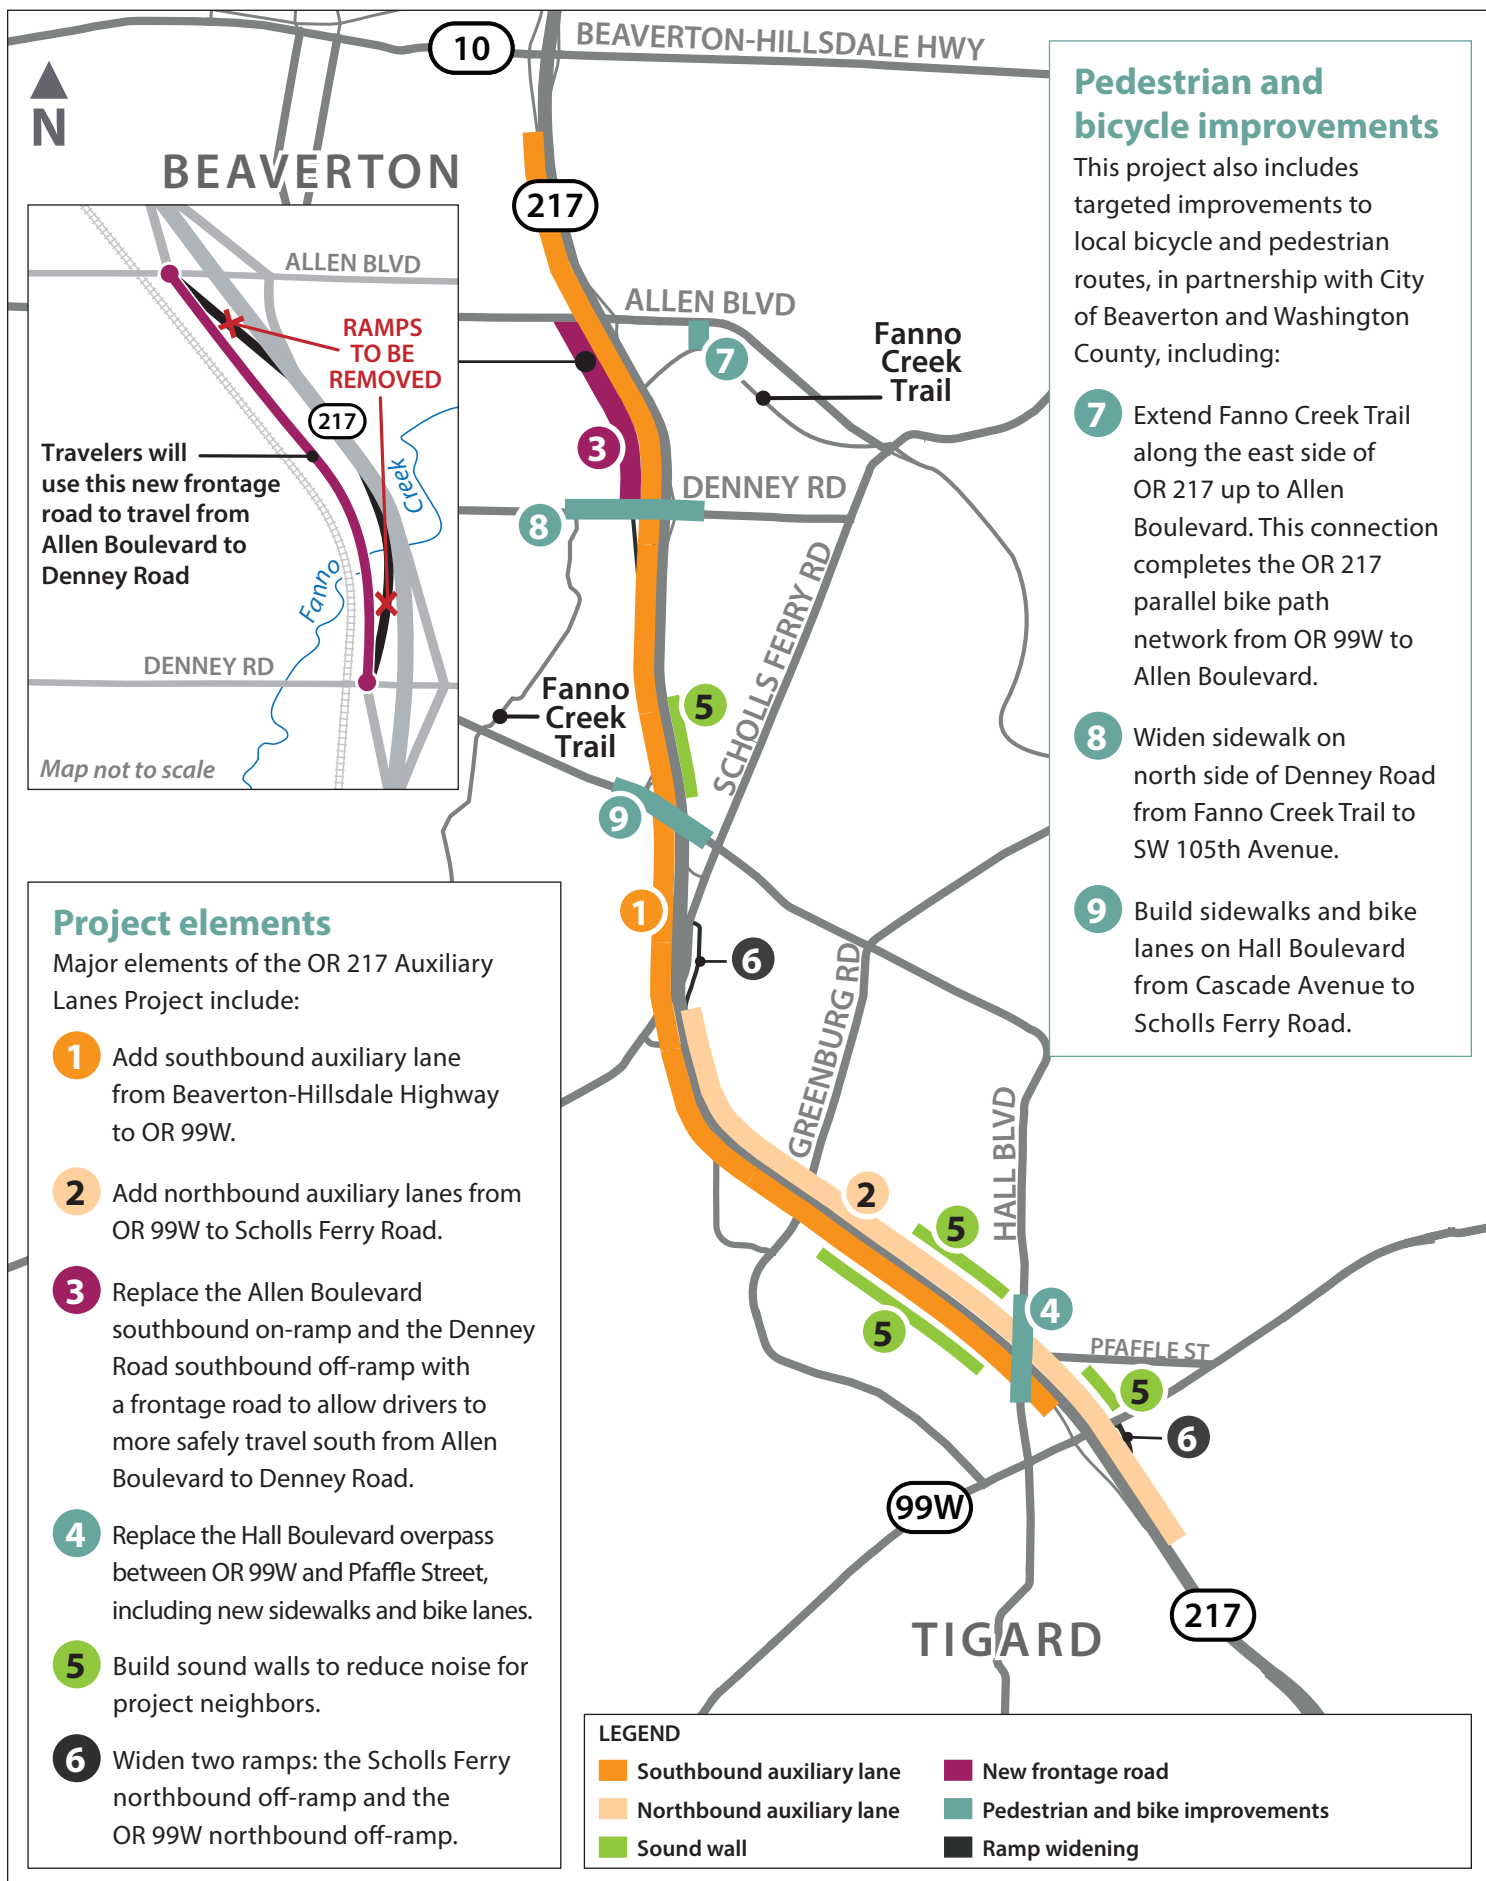 10
BEAVERTON-HILLSDALE HWY
N
BEAVERTON
217
ALLEN BLVD
RAMPS
TO BE
REMOVED
217
Travelers will
use this new frontage
road to travel from
Allen Boulevard to
Denney Road
Creek
Fanno
DENNEY RD
Map not to scale
ALLEN BLVD
7
Fanno
Creek
Trail
3
DENNEY RD
8
SCHOLLS FERRY RD
Fanno
Creek
Trail
5
9
1
6
GREENBURG RD
HALL BLVD
2
5
5
4
PFAFFLE ST
5
6
99W
217
TIGARD
Pedestrian and
bicycle improvements
This project also includes
targeted improvements to
local bicycle and pedestrian
routes, in partnership with City
of Beaverton and Washington
County, including:
7 Extend Fanno Creek Trail
along the east side of
OR 217 up to Allen
Boulevard. This connection
completes the OR 217
parallel bike path
network from OR 99W to
Allen Boulevard.
8 Widen sidewalk on
north side of Denney Road
from Fanno Creek Trail to
SW 105th Avenue.
9 Build sidewalks and bike
lanes on Hall Boulevard
from Cascade Avenue to
Scholls Ferry Road.
Project elements
Major elements of the OR 217 Auxiliary
Lanes Project include:
1 Add southbound auxiliary lane
from Beaverton-Hillsdale Highway
to OR 99W.
2 Add northbound auxiliary lanes from
OR 99W to Scholls Ferry Road.
3 Replace the Allen Boulevard
southbound on-ramp and the Denney
Road southbound off-ramp with
a frontage road to allow drivers to
more safely travel south from Allen
Boulevard to Denney Road.
4 Replace the Hall Boulevard overpass
between OR 99W and Pfaffle Street,
including new sidewalks and bike lanes.
5 Build sound walls to reduce noise for
project neighbors.
6 Widen two ramps: the Scholls Ferry
northbound off-ramp and the
OR 99W northbound off-ramp.
LEGEND
Southbound auxiliary lane
Northbound auxiliary lane
Sound wall
New frontage road
Pedestrian and bike improvements
Ramp widening